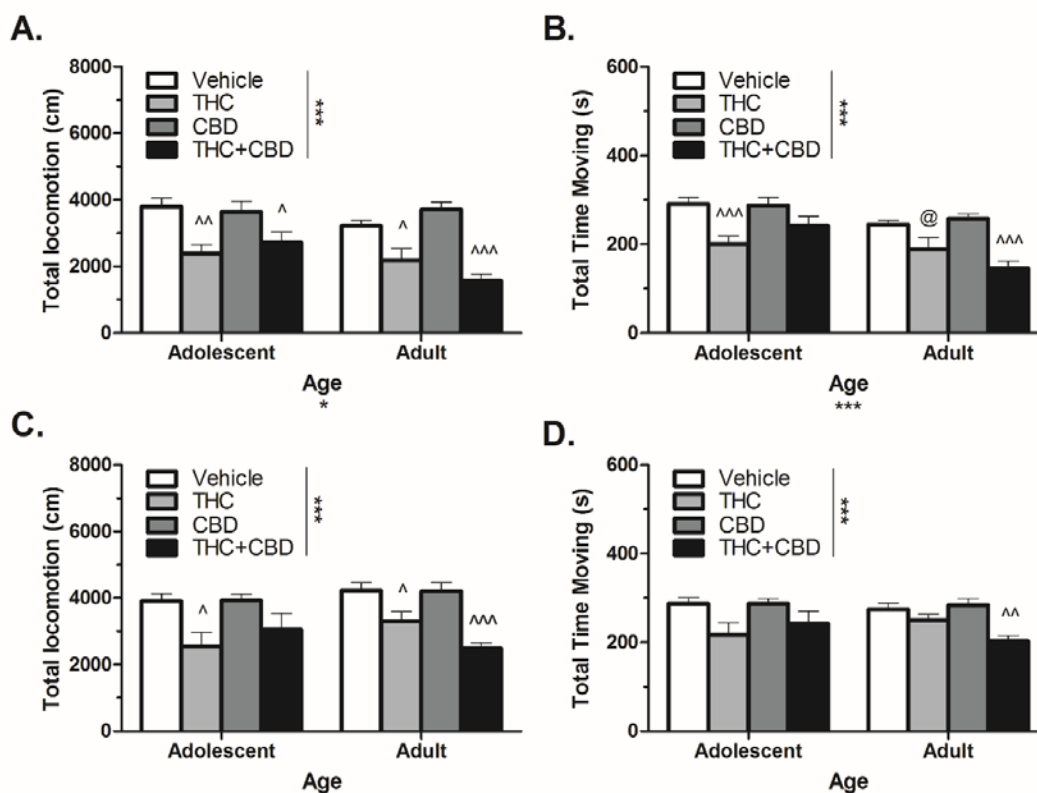 A.
Total locomotion (cm)
8000
6000
4000
2000
0
Vehicle
THC
CBD
THC+CBD
***
^^
^
^
^^^
Adolescent
Adult
Age
*
B.
Total Time Moving (s)
600
400
200
0
Vehicle
THC
CBD
THC+CBD
***
^^^
@
^^^
Adolescent
Adult
Age
***
C.
Total locomotion (cm)
8000
6000
4000
2000
0
Vehicle
THC
CBD
THC+CBD
***
^
^
^^^
Adolescent
Adult
Age
D.
Total Time Moving (s)
600
400
200
0
Vehicle
THC
CBD
THC+CBD
***
^^
Adolescent
Adult
Age